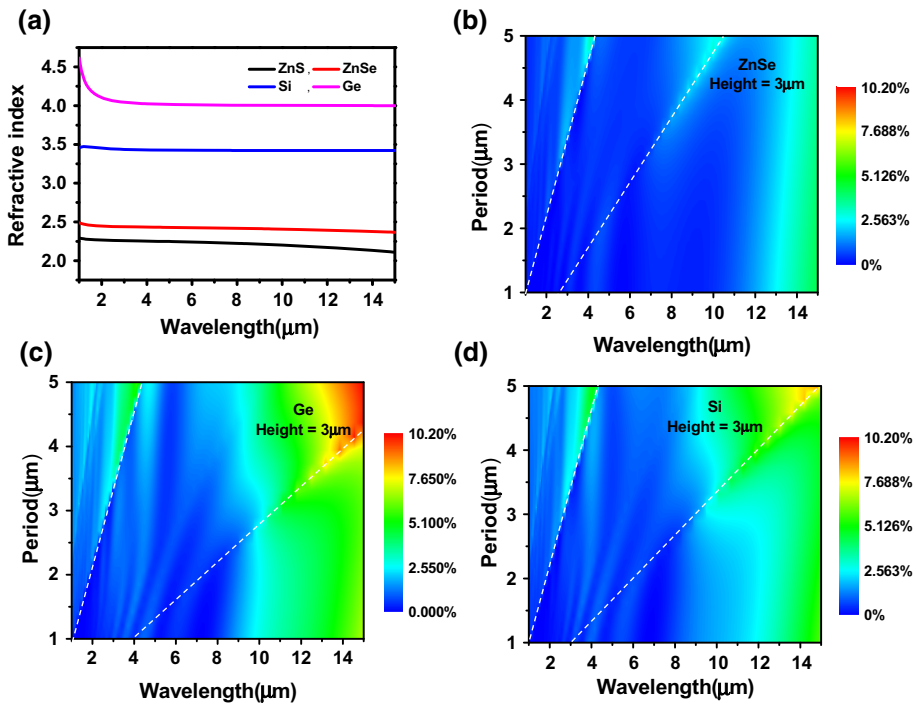 (a)
4.5
4.0
3.5
3.0
2.5
2.0
Refractive index
ZnS , ZnSe
Si , Ge
4 6 8 10 12 14
2
Wavelength(μm)
(b)
5
4
3
2
1
Period(μm)
ZnSe
Height = 3μm
2 4 6 8 10 12 14
Wavelength(μm)
10.20%
7.688%
5.126%
2.563%
0%
(c)
5
4
3
2
1
Period(μm)
Ge
Height = 3μm
2 4 6 8 10 12 14
Wavelength(μm)
10.20%
7.650%
5.100%
2.550%
0.000%
(d)
5
4
3
2
1
Period(μm)
Si
Height = 3μm
2 4 6 8 10 12 14
Wavelength(μm)
10.20%
7.688%
5.126%
2.563%
0%